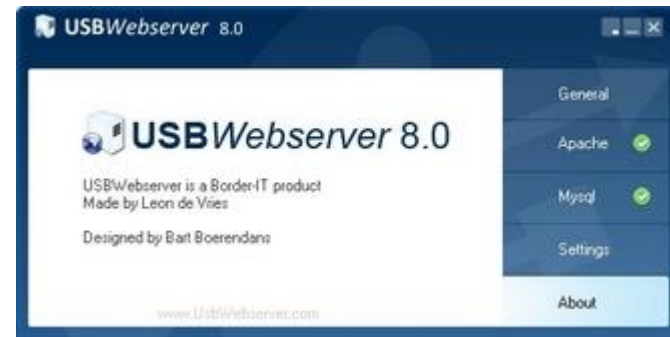 USBWebserver 8.0
General
USBWebserver 8.0
Apache
USBWebserver is a Border-IT product
Made by Leon de Vries
Mysql
Designed by Bart Boerendans
Settings
www.UsbWebserver.com
About